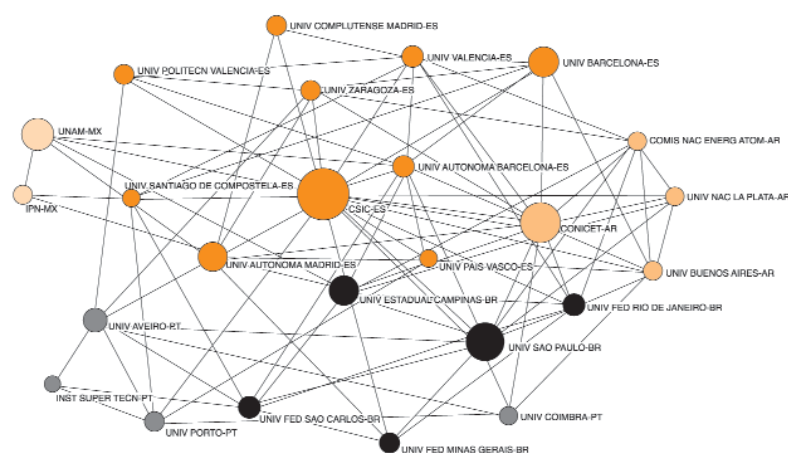 UNIV COMPLUTENSE MADRID-ES
UNIV VALENCIA-ES
UNIV BARCELONA-ES
UNIV POLITECN VALENCIA-ES
UNIV ZARAGOZA-ES
UNAM-MX
COMIS NAC ENERG ATOM-AR
UNIV AUTONOMA BARCELONA-ES
UNIV SANTIAGO DE COMPOSTELA-ES
UNIV NAC LA PLATA-AR
IPN-MX
CSIC-ES
CONICET-AR
UNIV AUTONOMA MADRID-ES
UNIV PAIS VASCO-ES
UNIV BUENOS AIRES-AR
UNIV ESTADUAL CAMPINAS-BR
UNIV FED RIO DE JANEIRO-BR
UNIV AVEIRO-PT
UNIV SAO PAULO-BR
INST SUPER TECN-PT
UNIV FED SAO CARLOS-BR
UNIV COIMBRA-PT
UNIV PORTO-PT
UNIV FED MINAS GERAIS-BR